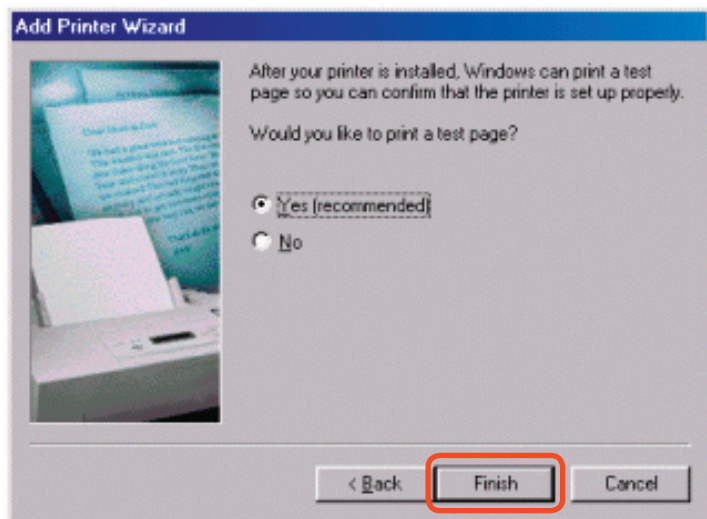 Add Printer Wizard
After your printer is installed, Windows can print a test
page so you can confirm that the printer is set up properly.
Would you like to print a test page?
Yes (recommended)
No
< Back
Finish
Cancel